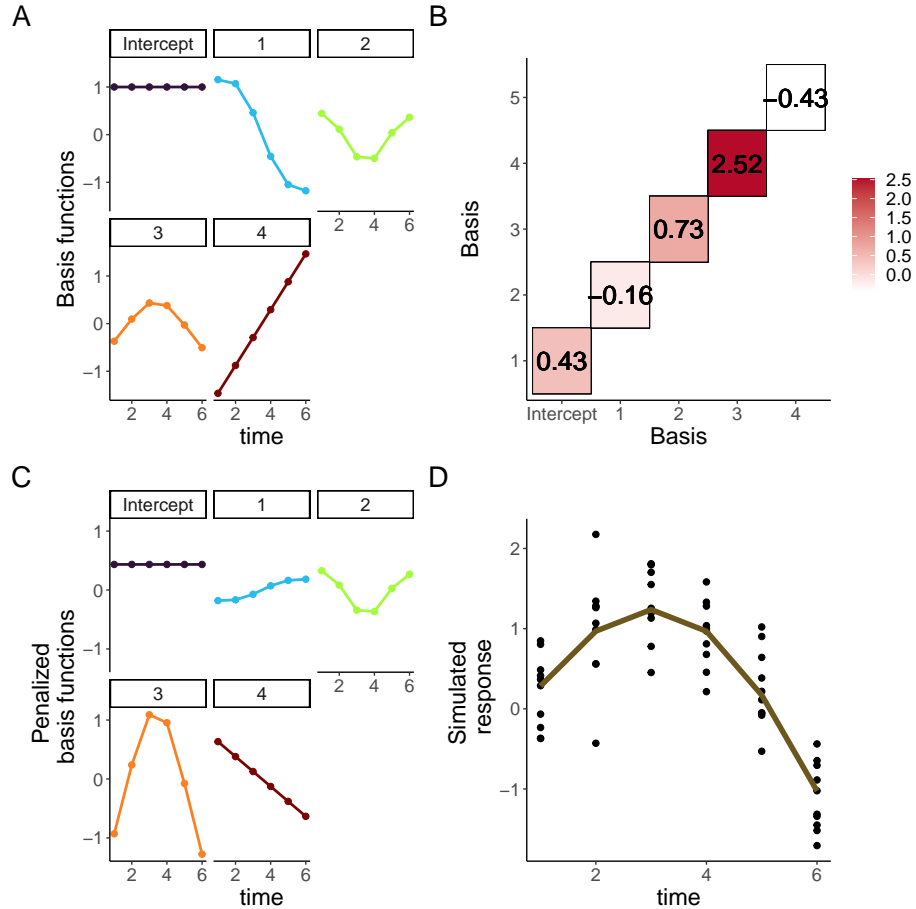 A
Intercept
1
2
1
0
−1
2 4 6
3
4
1
0
−1
2 4 6
2 4 6
Basis functions
time
B
5
4
3
2
1
−0.43
2.52
0.73
−0.16
0.43
Intercept 1 2 3 4
Basis
Basis
2.5
2.0
1.5
1.0
0.5
0.0
C
Intercept
1
2
1
0
−1
2 4 6
3
4
1
0
−1
2 4 6
2 4 6
Penalized
basis functions
time
D
2
1
0
−1
2 4 6
Simulated
response
time